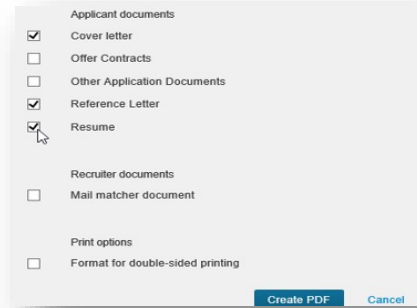 Applicant documents
Cover letter
Offer Contracts
Other Application Documents
Reference Letter
Resume
Recruiter documents
Mail matcher document
Print options
Format for double-sided printing
Create PDF Cancel